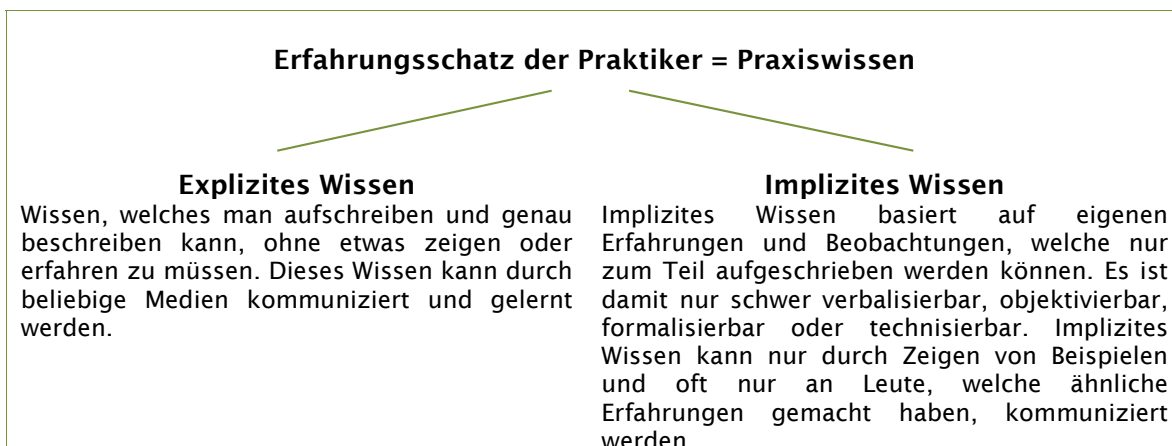 Erfahrungsschatz der Praktiker = Praxiswissen
Explizites Wissen
Wissen, welches man aufschreiben und genau
beschreiben kann, ohne etwas zeigen oder
erfahren zu müssen. Dieses Wissen kann durch
beliebige Medien kommuniziert und gelernt
werden.
Implizites Wissen
Implizites Wissen basiert auf eigenen
Erfahrungen und Beobachtungen, welche nur
zum Teil aufgeschrieben werden können. Es ist
damit nur schwer verbalisierbar, objektivierbar,
formalisierbar oder technisierbar. Implizites
Wissen kann nur durch Zeigen von Beispielen
und oft nur an Leute, welche ähnliche
Erfahrungen gemacht haben, kommuniziert
werden